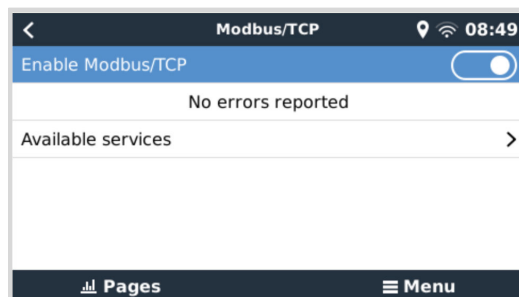 Modbus/TCP 08:49
Enable Modbus/TCP
No errors reported
Available services
Pages Menu